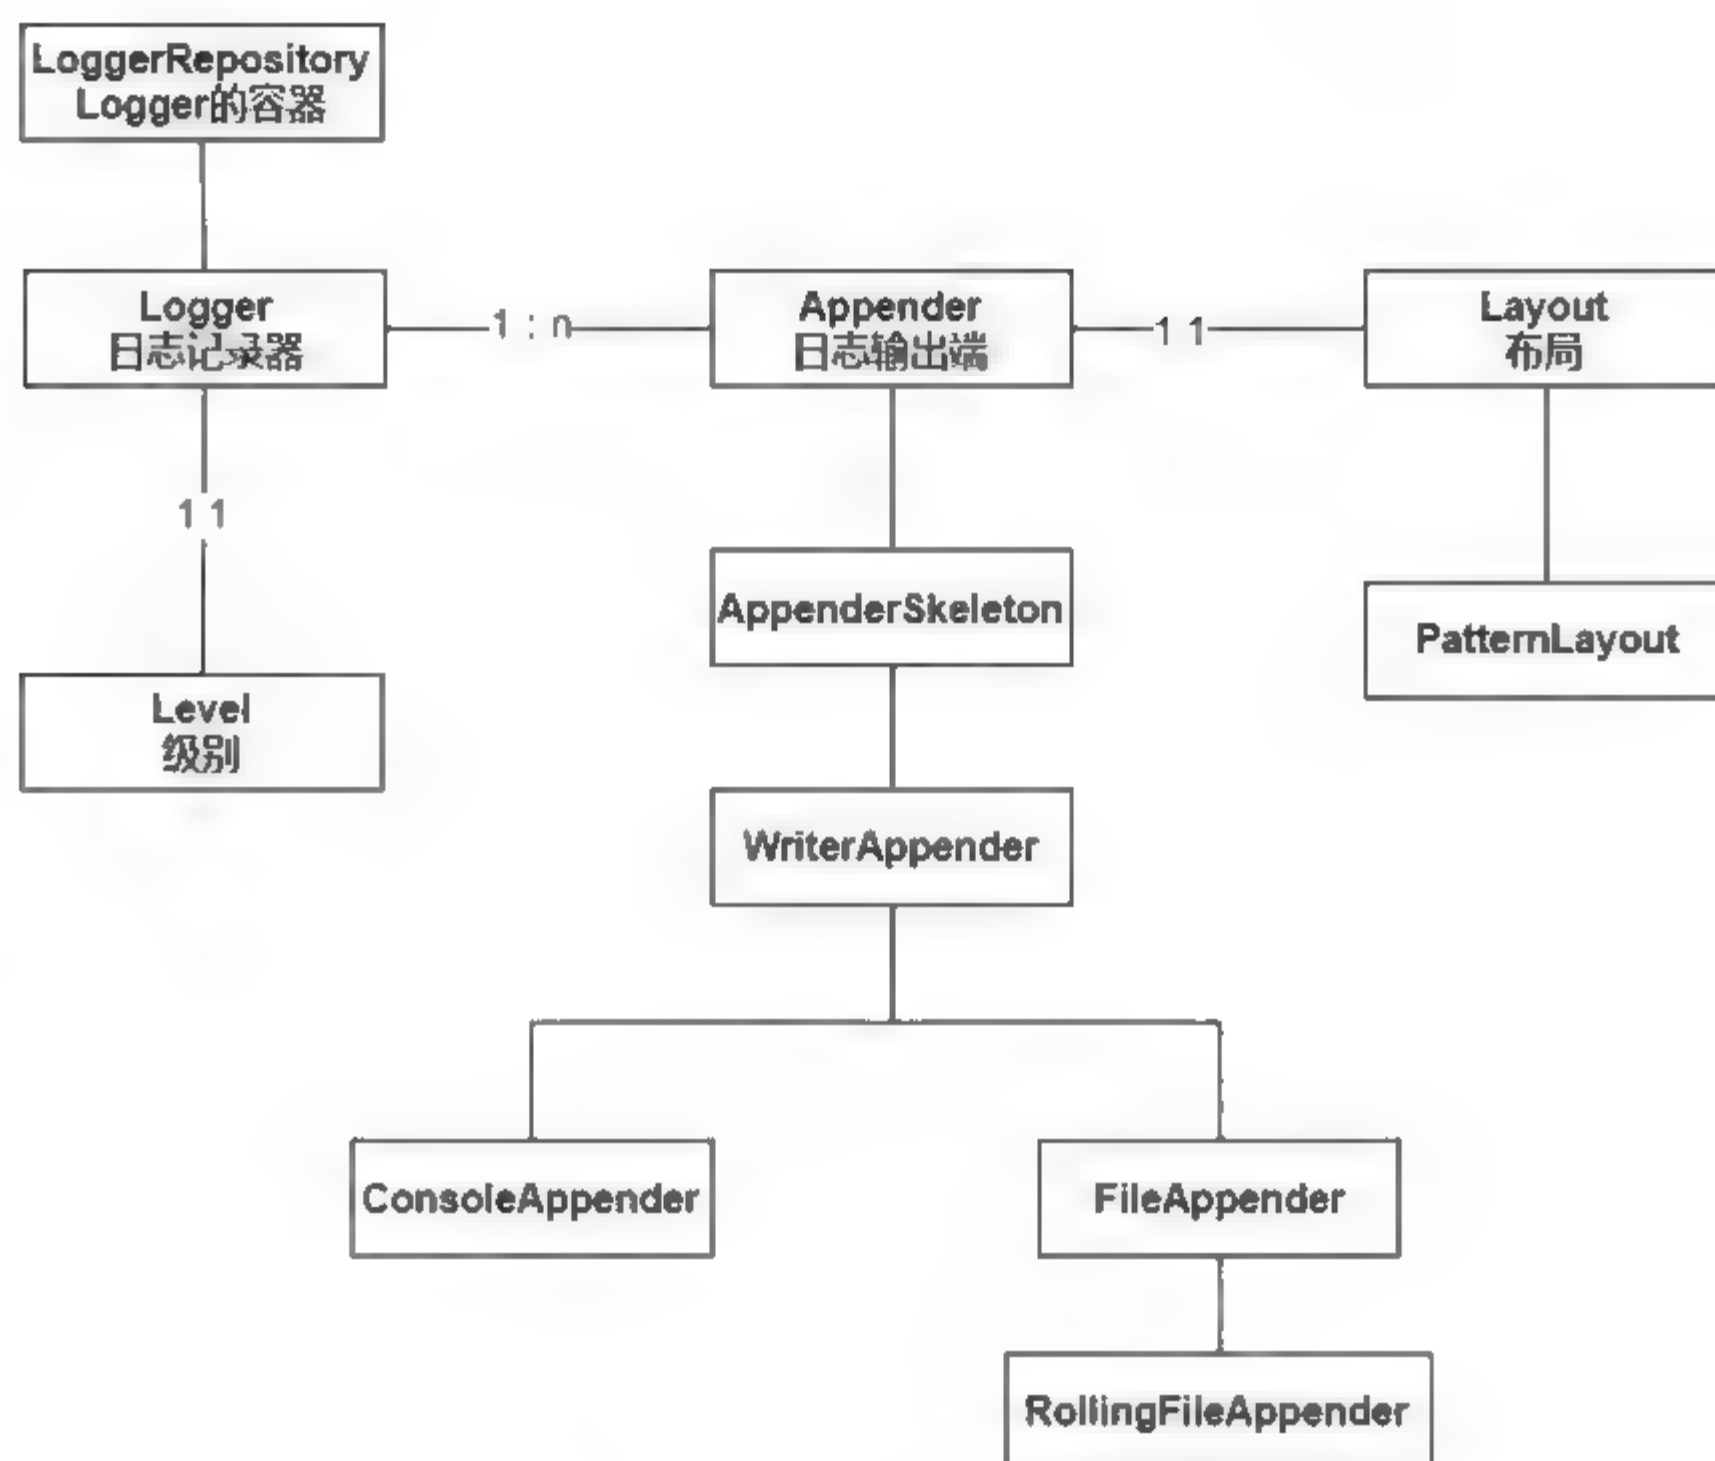 LoggerRepository
Logger的容器
Logger
日志记录器
1 : n
Appender
日志输出端
1 1
Layout
布局
1 1
AppenderSkeleton
PatternLayout
Level
级别
WriterAppender
ConsoleAppender
FileAppender
RollingFileAppender